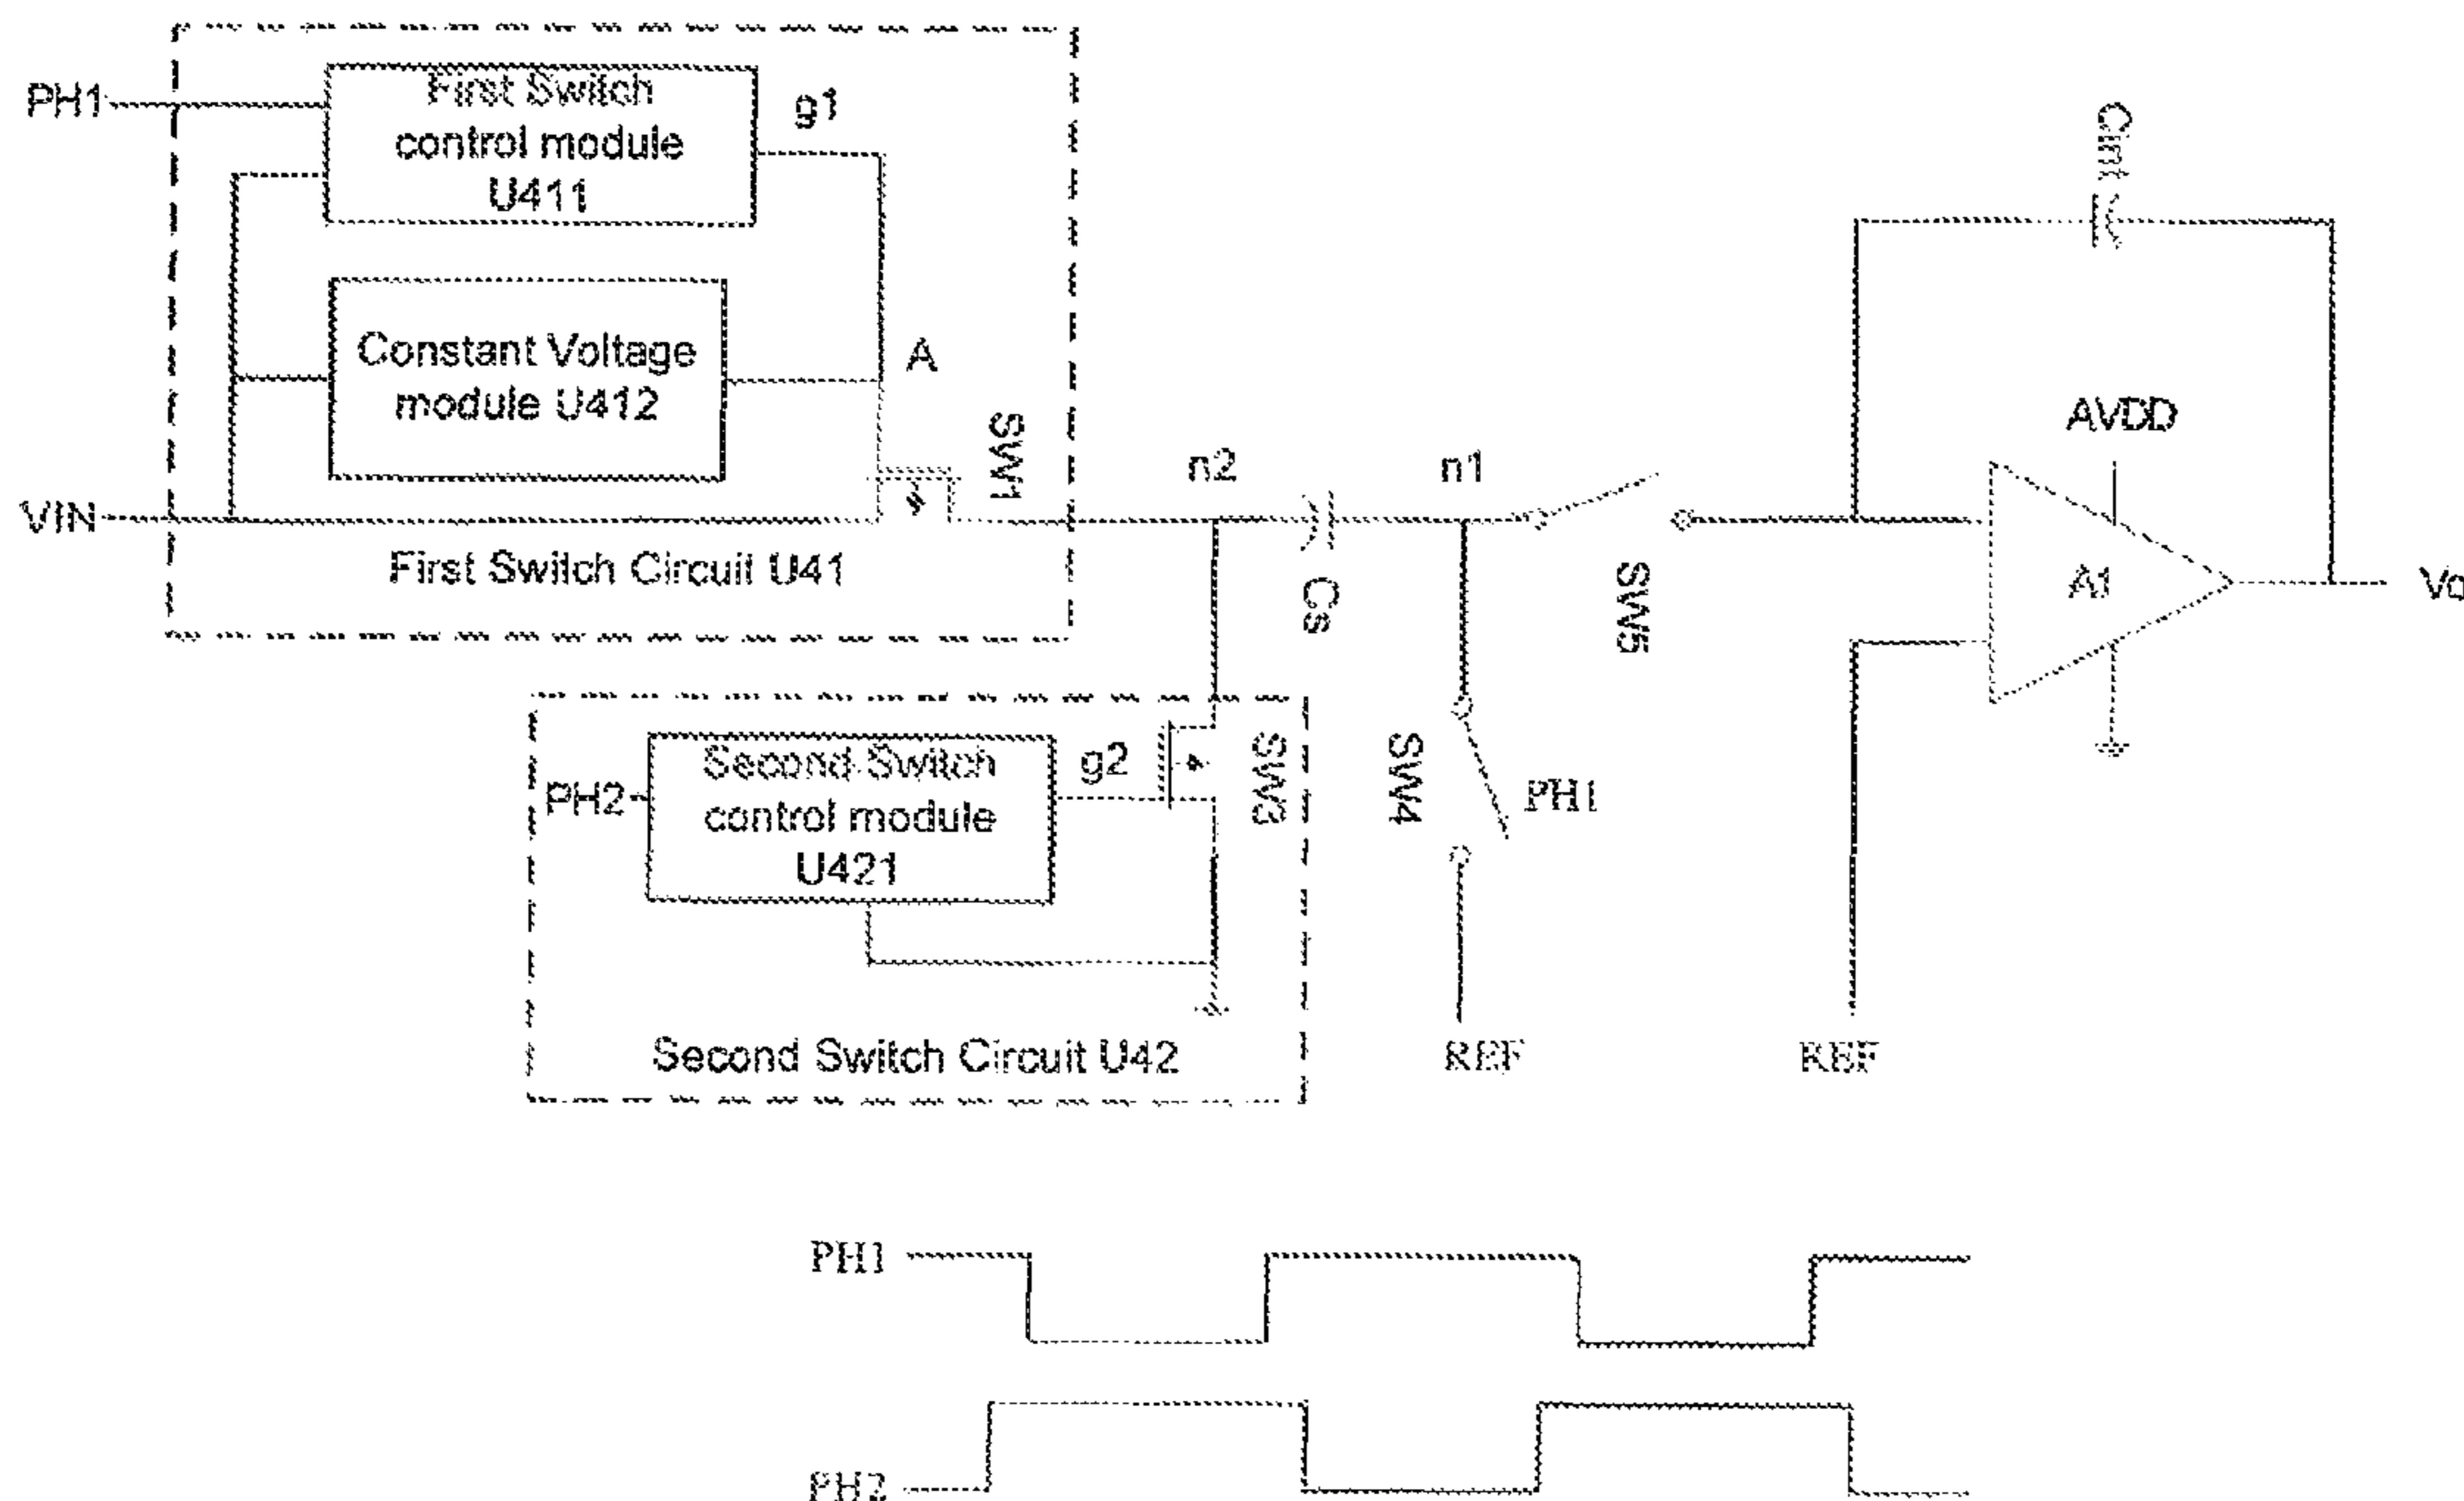 PH1
First Switch
control module
U411
g1
Constant Voltage
module U412
A
SW1
VIN
First Switch Circuit U41
n2
Cs
n1
SW5
Cint
AVDD
A1
PH2
Second Switch
control module
U421
g2
SW3
SW4
PH1
REF
REF
Second Switch Circuit U42
PH1
PH2